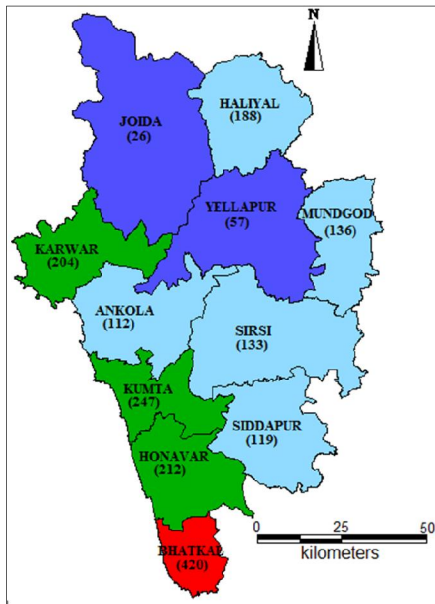 N
HALIYAL
(188)
JOIDA
(26)
YELLAPUR
(57)
MUNDGOD
(136)
KARWAR
(204)
ANKOLA
(112)
SIRSI
(133)
KUMTA
(247)
SIDDAPUR
(119)
HONAVAR
(212)
BHATKAL
(420)
0 25 50
kilometers